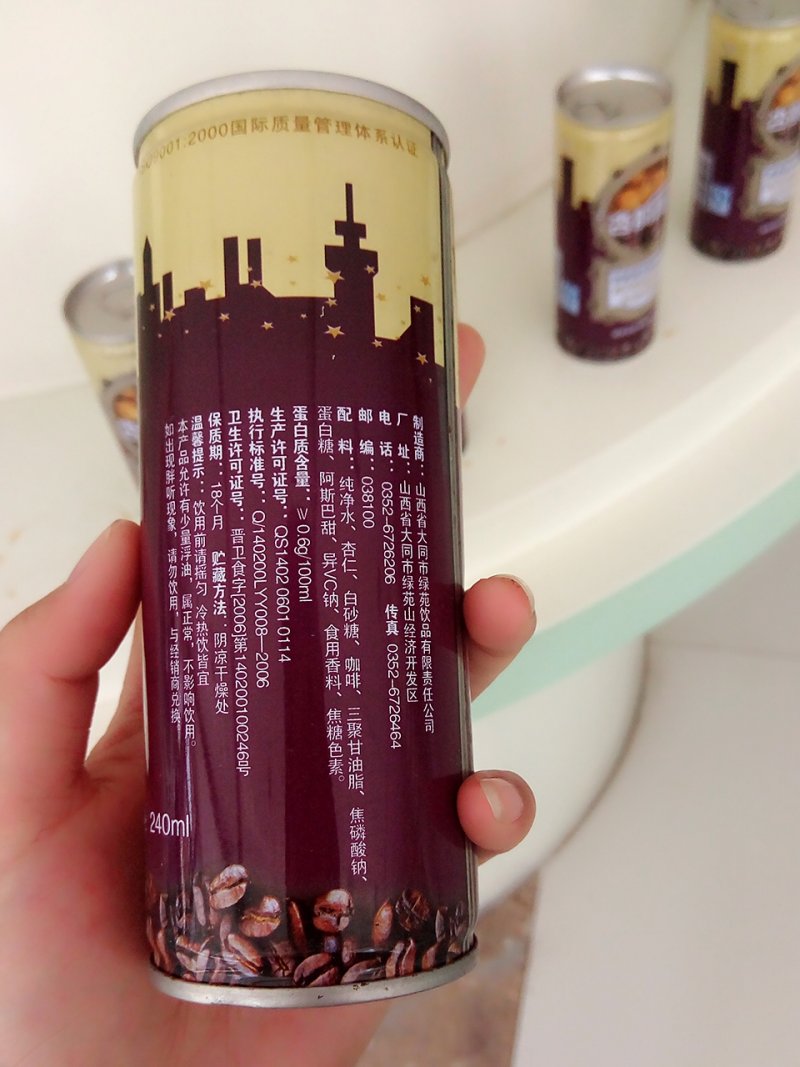 ISO9001:2000国际质量管理体系认证
制造商：山西省大同市绿苑饮品有限责任公司
厂 址：山西省大同市绿苑山经济开发区
电 话：0352-6726206 传真 0352-6726464
邮 编：038100
配 料：纯净水、杏仁、白砂糖、咖啡、三聚甘油脂、焦磷酸钠、
蛋白糖、阿斯巴甜、异VC钠、食用香料、焦糖色素。
蛋白质含量：≥0.6g/100ml
生产许可证号：QS1402 0601 0114
执行标准号：Q/140200LYY008—2006
卫生许可证号：晋卫食字[2006]第140200100246号
保质期：18个月 贮藏方法：阴凉干燥处
温馨提示：饮用前请摇匀 冷热饮皆宜
本产品允许有少量浮油，属正常，不影响饮用。
如出现胖听现象，请勿饮用，与经销商兑换。
240ml